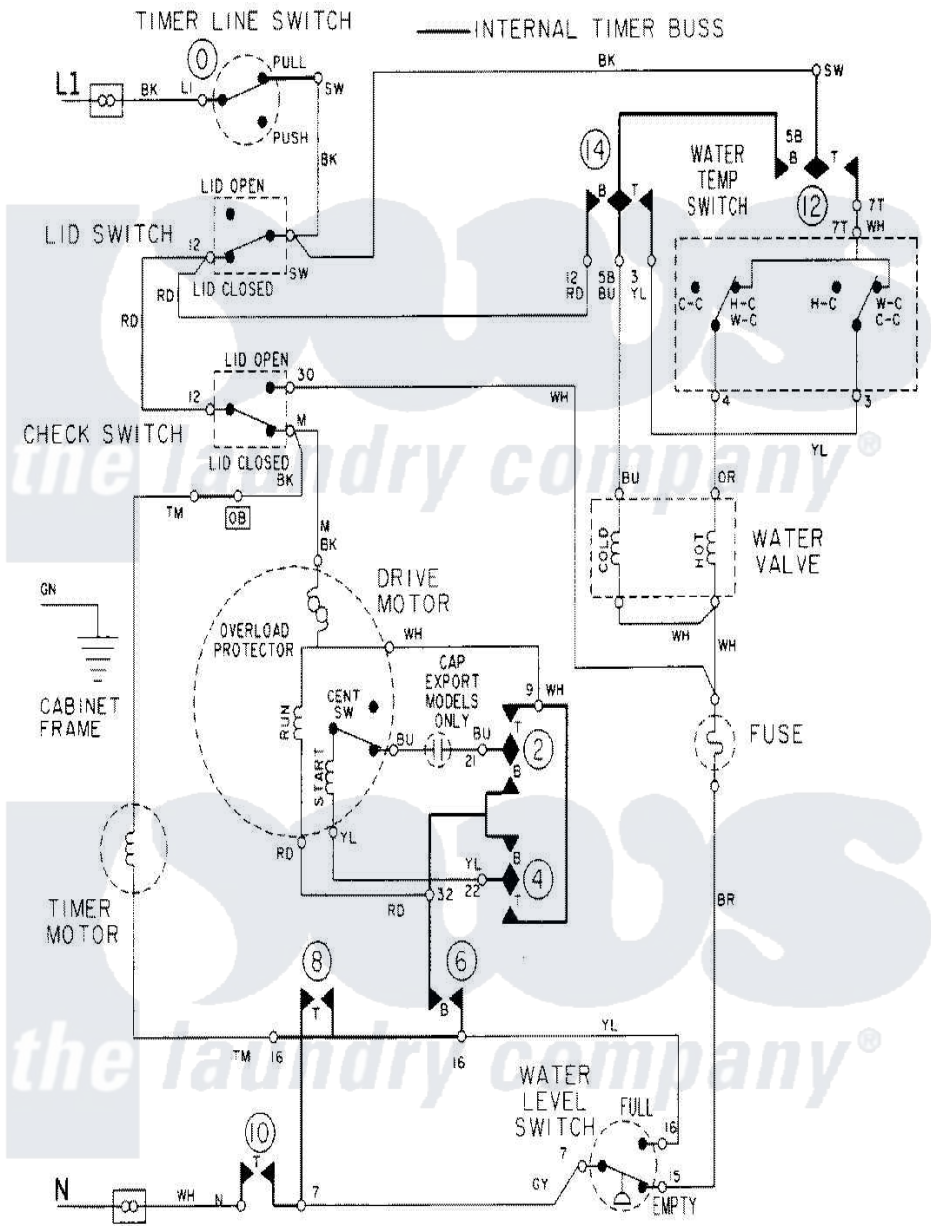 TIMER LINE SWITCH
INTERNAL TIMER BUSS
0
PULL
BK
SW
L1
BK
L1
SW
PUSH
BK
14
5B
B
T
WATER
TEMP
SWITCH
12
LID OPEN
B
T
7T
7T
WH
LID SWITCH
12
SW
LID CLOSED
RD
12
RD
5B
BU
3
YL
C-C
H-C
W-C
H-C
W-C
C-C
RD
LID OPEN
30
12
WH
4
3
M
CHECK SWITCH
LID CLOSED
BK
YL
the laundry company®
TM
OB
BU
OR
M
BK
COLD
HOT
WATER
VALVE
GN
DRIVE
MOTOR
OVERLOAD
PROTECTOR
WH
WH
WH
CAP
EXPORT
MODELS
ONLY
9
WH
CABINET
FRAME
CENT
SW
RUN
T
FUSE
BU
BU
21
2
START
B
YL
RD
B
YL
22
4
T
32
RD
BR
TIMER
MOTOR
8
6
T
B
YL
TM
16
16
the laundry company®
WATER
LEVEL
SWITCH
FULL
16
10
T
7
15
N
WH
N
7
GY
EMPTY